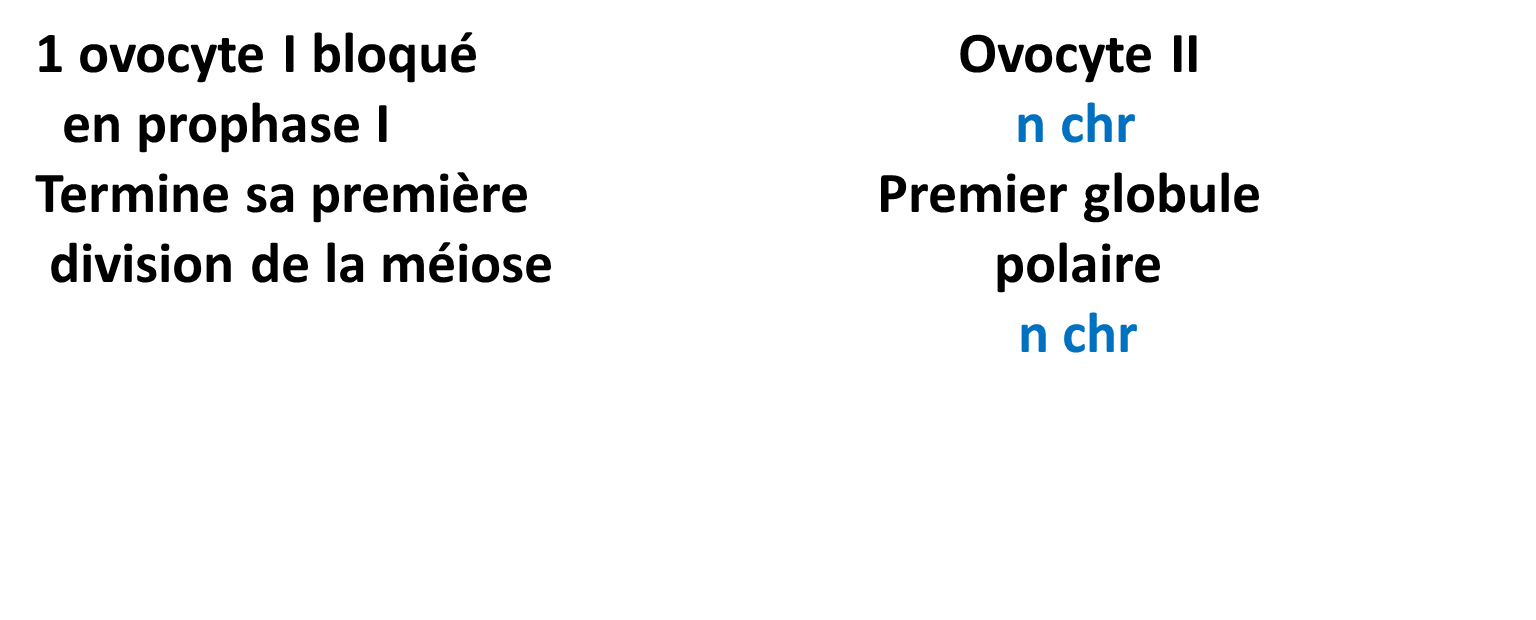 1 ovocyte I bloqué
en prophase I
Termine sa première
division de la méiose
Ovocyte II
n chr
Premier globule
polaire
n chr